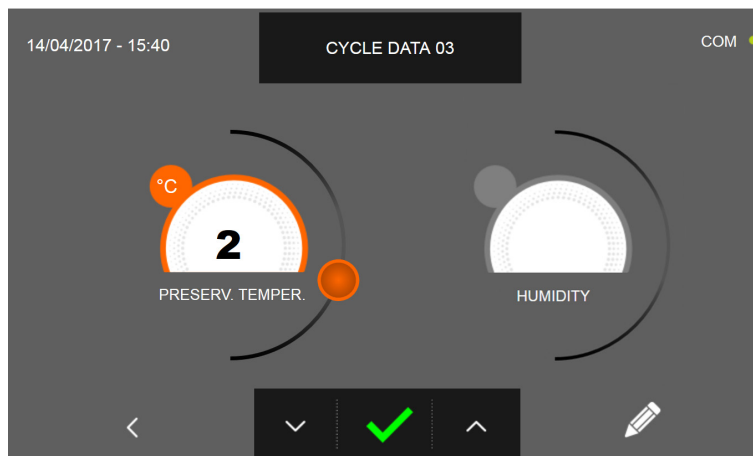 14/04/2017 - 15:40
CYCLE DATA 03
COM
°C
2
PRESERV. TEMPER.
HUMIDITY